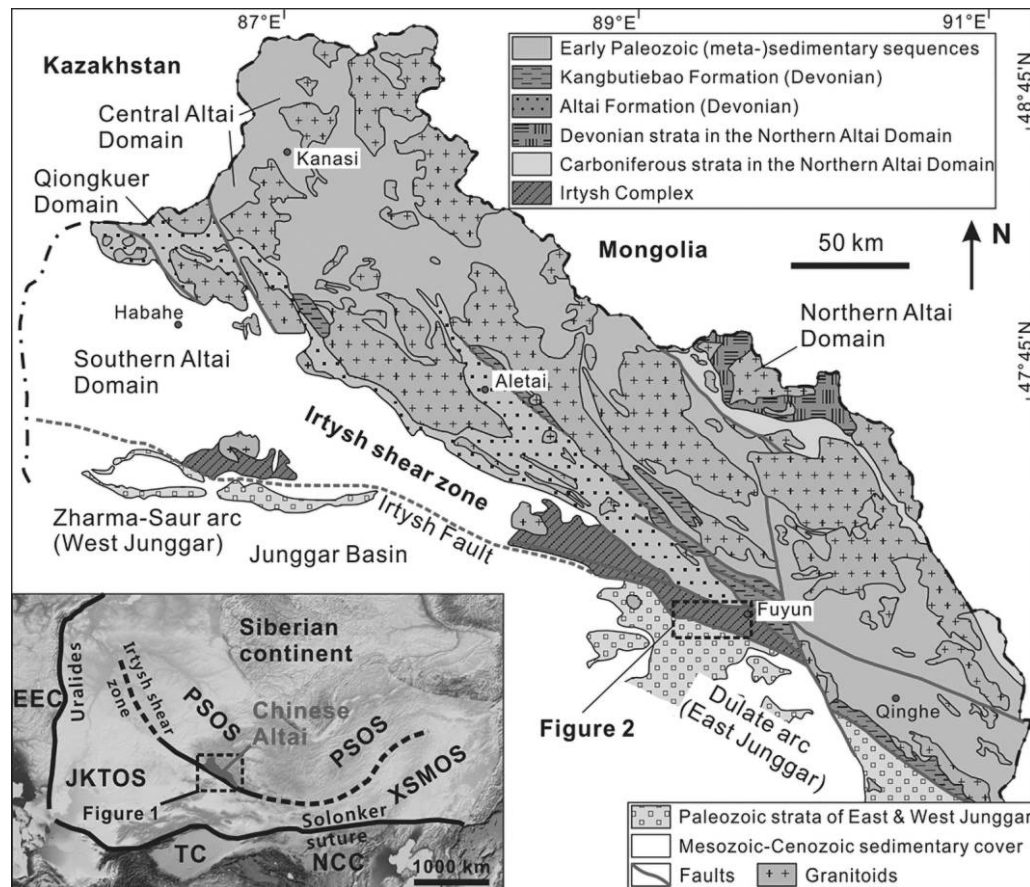 87°E
89°E
91°E
48°45'N
47°45'N
Kazakhstan
Central Altai
Domain
Kanasi
Qiongkuer
Domain
Early Paleozoic (meta-)sedimentary sequences
Kangbutiebao Formation (Devonian)
Altai Formation (Devonian)
Devonian strata in the Northern Altai Domain
Carboniferous strata in the Northern Altai Domain
Irtysh Complex
Mongolia
50 km
N
Habahe
Southern Altai
Domain
Aletai
Northern Altai
Domain
Irtysh shear zone
Irtysh Fault
Zharma-Saur arc
(West Junggar)
Junggar Basin
Fuyun
Figure 2
Dulate arc
(East Junggar)
Qinghe
Siberian
continent
EEC
Uralides
Irtysh shear
zone
PSOS
Chinese
Altai
PSOS
JKTOS
XSMOS
Figure 1
Solonker
suture
TC
NCC
1000 km
Paleozoic strata of East & West Junggar
Mesozoic-Cenozoic sedimentary cover
Faults
Granitoids